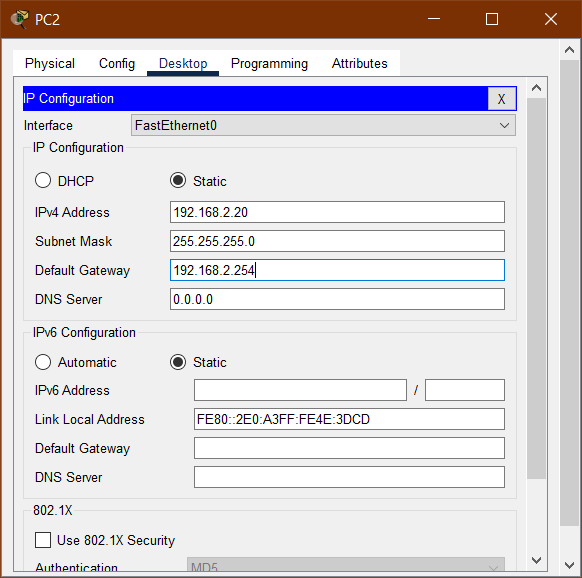 PC2
Physical Config Desktop Programming Attributes
IP Configuration X
Interface FastEthernet0
IP Configuration
DHCP Static
IPv4 Address 192.168.2.20
Subnet Mask 255.255.255.0
Default Gateway 192.168.2.254
DNS Server 0.0.0.0
IPv6 Configuration
Automatic Static
IPv6 Address /
Link Local Address FE80::2E0:A3FF:FE4E:3DCD
Default Gateway
DNS Server
802.1X
Use 802.1X Security
Authentication MD5